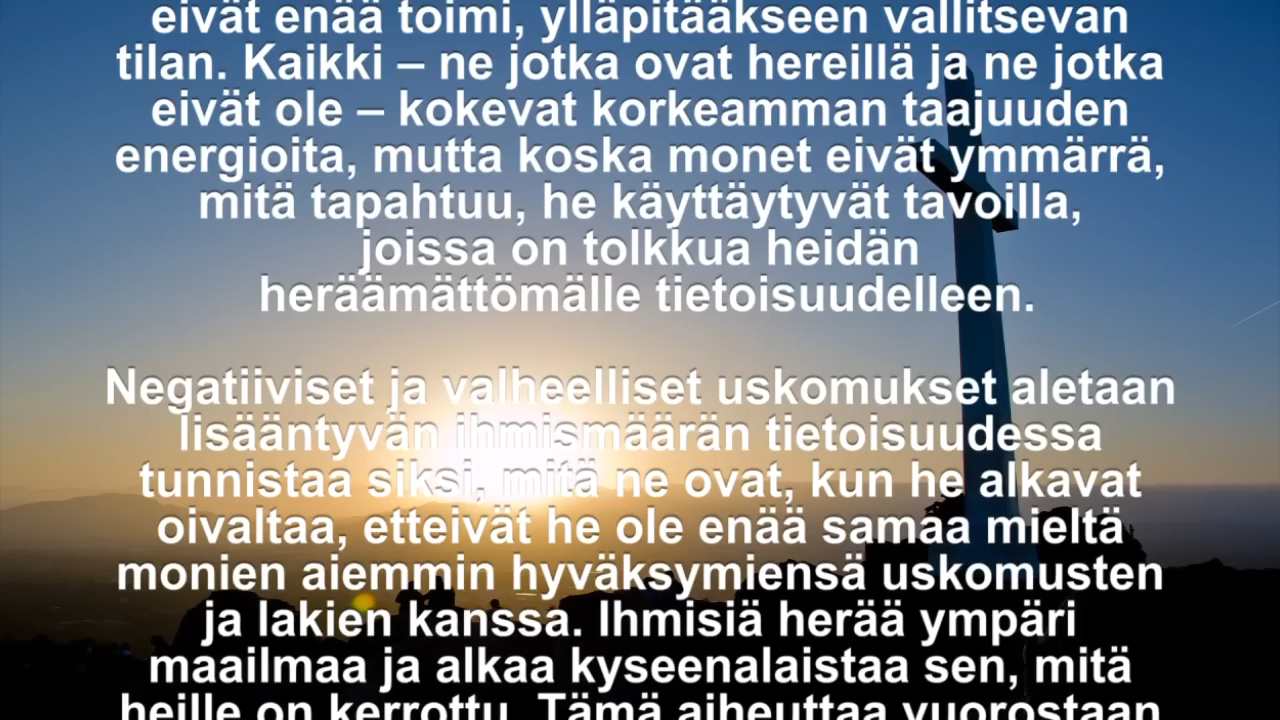 eivät enää toimi, ylläpitääkseen vallitsevan
tilan. Kaikki – ne jotka ovat hereillä ja ne jotka
eivät ole – kokevat korkeamman taajuuden
energioita, mutta koska monet eivät ymmärrä,
mitä tapahtuu, he käyttäytyvät tavoilla,
joissa on tolkkua heidän
heräämättömälle tietoisuudelleen.
Negatiiviset ja valheelliset uskomukset aletaan
lisääntyvän ihmismäärän tietoisuudessa
tunnistaa siksi, mitä ne ovat, kun he alkavat
oivaltaa, etteivät he ole enää samaa mieltä
monien aiemmin hyväksymiensä uskomusten
ja lakien kanssa. Ihmisiä herää ympäri
maailmaa ja alkaa kyseenalaistaa sen, mitä
heille on kerrottu. Tämä aiheuttaa vuorostaan